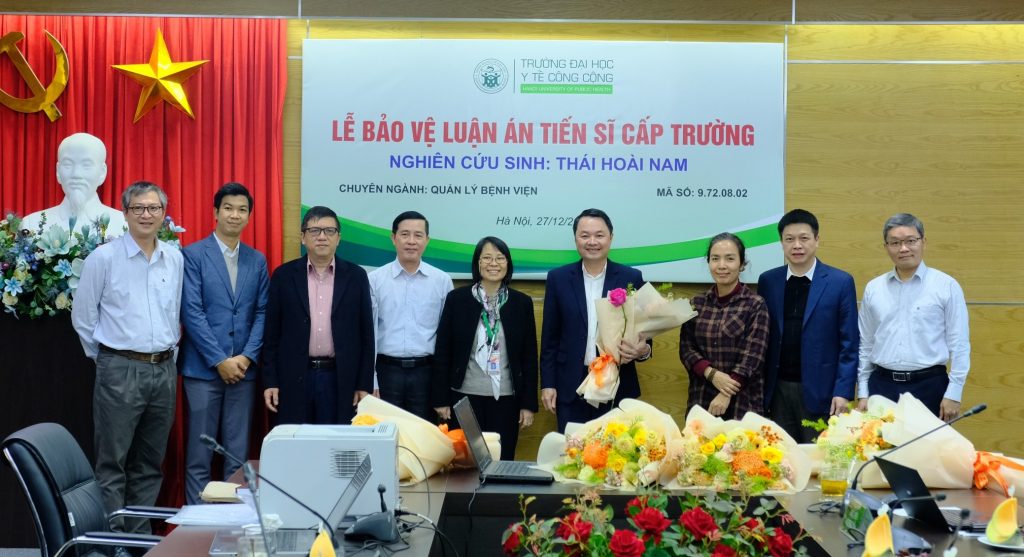 TRƯỜNG ĐẠI HỌC
Y TẾ CÔNG CỘNG
HANOI UNIVERSITY OF PUBLIC HEALTH
LỄ BẢO VỆ LUẬN ÁN TIẾN SĨ CẤP TRƯỜNG
NGHIÊN CỨU SINH: THÁI HOÀI NAM
CHUYÊN NGÀNH: QUẢN LÝ BỆNH VIỆN MÃ SỐ: 9.72.08.02
Hà Nội, 27/12/2